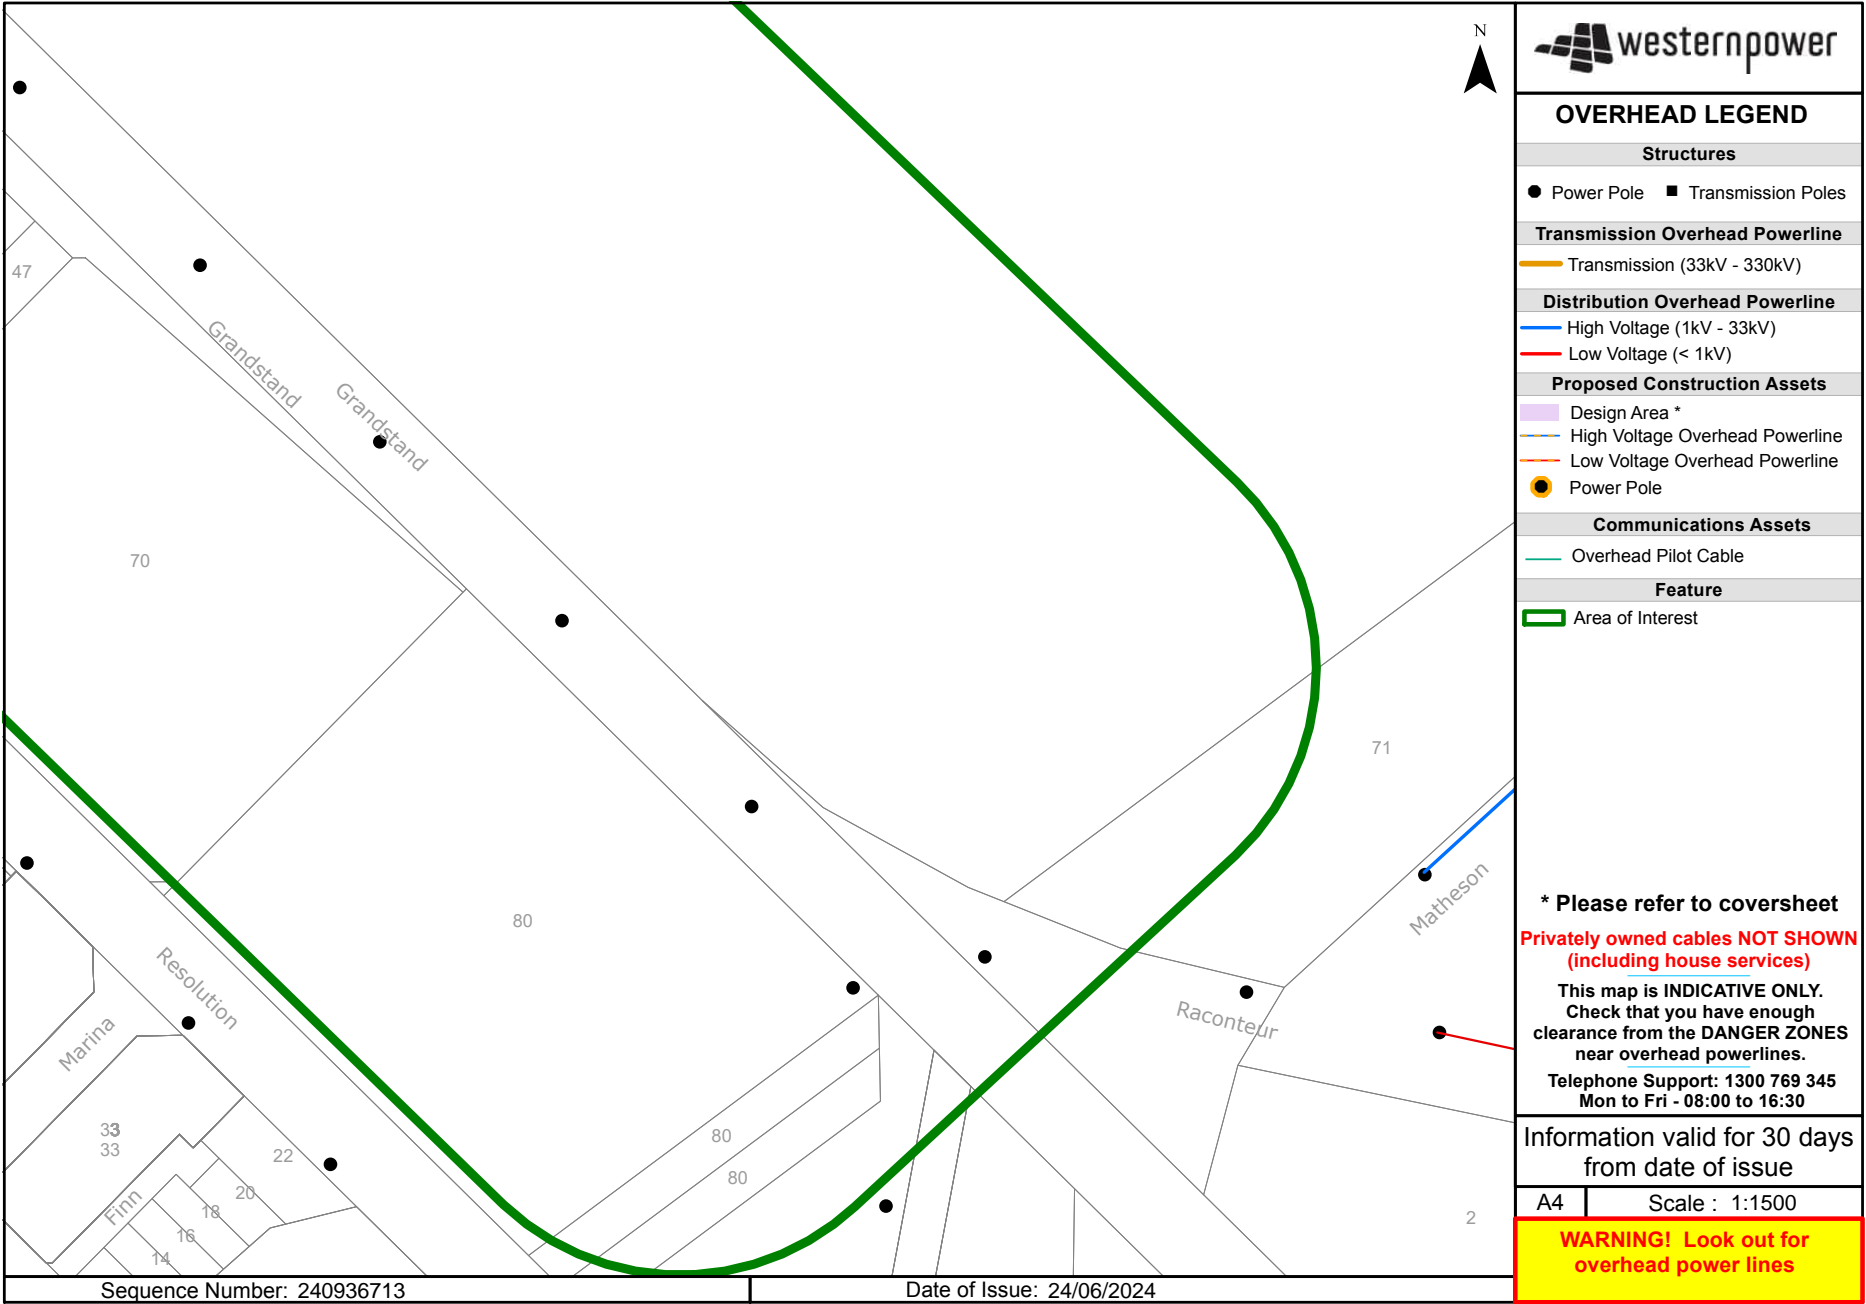 N
47
Grandstand
Grandstand
70
71
80
Matheson
Resolution
Raconteur
Marina
33
33
22
80
80
20
18
Finn
16
14
2
westernpower
OVERHEAD LEGEND
Structures
Power Pole Transmission Poles
Transmission Overhead Powerline
Transmission (33kV - 330kV)
Distribution Overhead Powerline
High Voltage (1kV - 33kV)
Low Voltage (< 1kV)
Proposed Construction Assets
Design Area *
High Voltage Overhead Powerline
Low Voltage Overhead Powerline
Power Pole
Communications Assets
Overhead Pilot Cable
Feature
Area of Interest
* Please refer to coversheet
Privately owned cables NOT SHOWN
(including house services)
This map is INDICATIVE ONLY.
Check that you have enough
clearance from the DANGER ZONES
near overhead powerlines.
Telephone Support: 1300 769 345
Mon to Fri - 08:00 to 16:30
Information valid for 30 days
from date of issue
A4 Scale : 1:1500
WARNING! Look out for
overhead power lines
Sequence Number: 240936713 Date of Issue: 24/06/2024